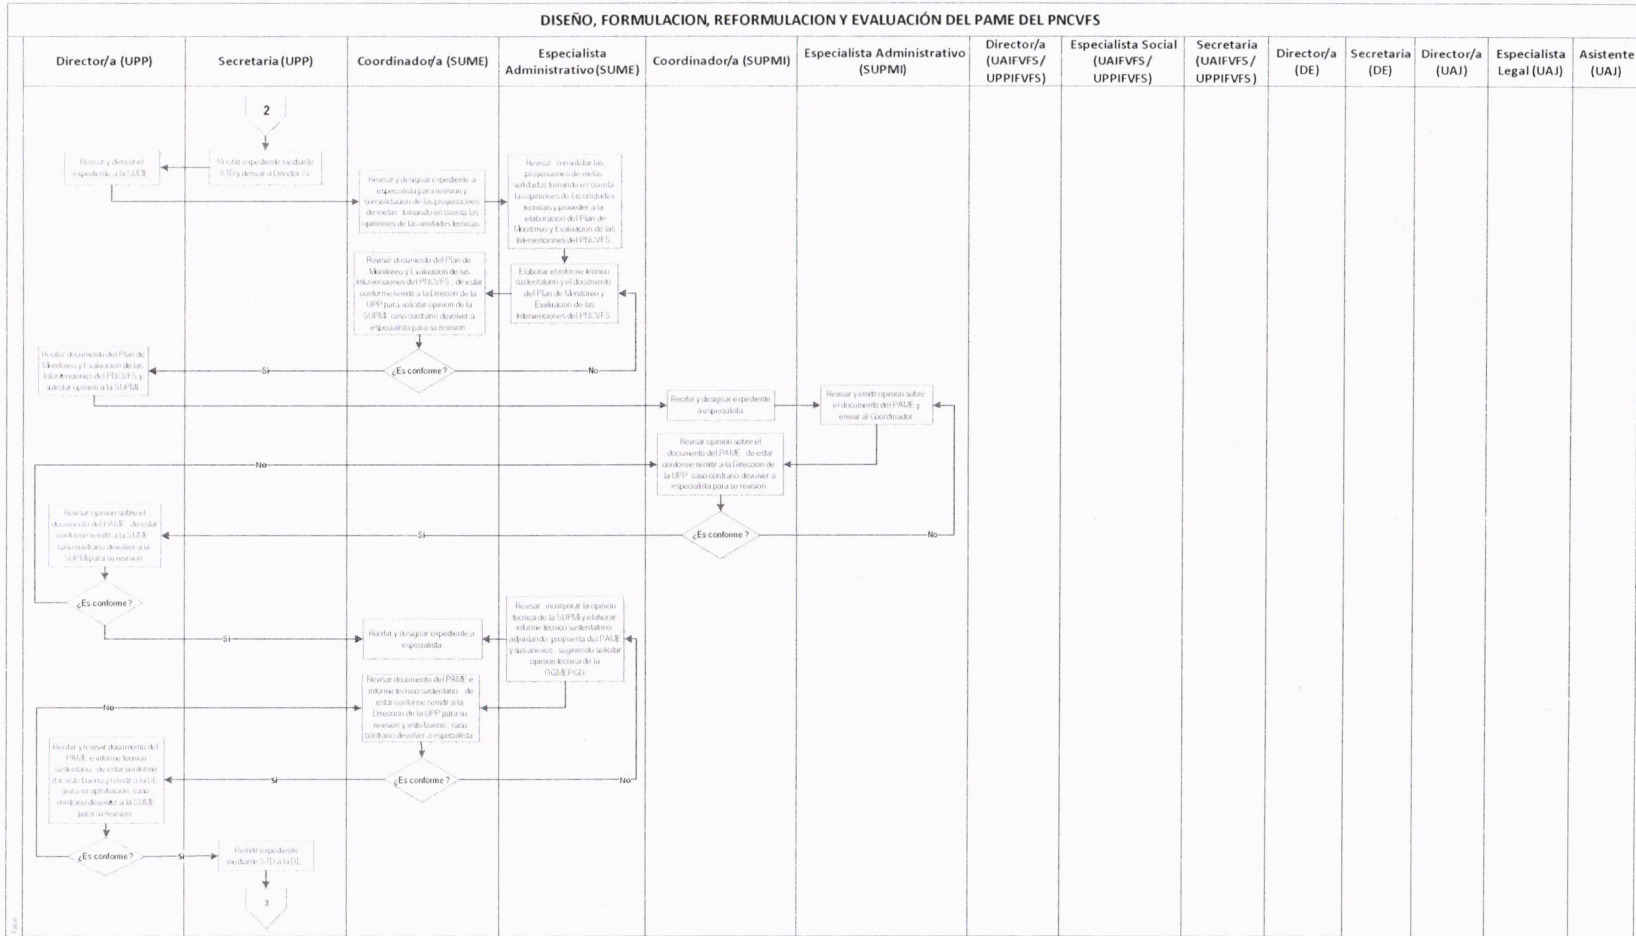 DISEÑO, FORMULACION, REFORMULACION Y EVALUACIÓN DEL PAME DEL PNCVFS
Director/a (UPP)
Secretaria (UPP)
Coordinador/a (SUME)
Especialista
Administrativo (SUME)
Coordinador/a (SUPMI)
Especialista Administrativo
(SUPMI)
Director/a
(UAIFVFS/
UPPIFVFS)
Especialista Social
(UAIFVFS/
UPPIFVFS)
Secretaria
(UAIFVFS/
UPPIFVFS)
Director/a
(DE)
Secretaria
(DE)
Director/a
(UAJ)
Especialista
Legal (UAJ)
Asistente
(UAJ)
2
Recibir expediente mediante
STD y derivar a Director /a
Revisar y derivar el
expediente a la SUME
Revisar y designar expediente a
especialista para revisión y
consolidación de las proyecciones
de metas tomando en cuenta las
opiniones de las unidades técnicas
Revisar, consolidar las
proyecciones de metas
validadas tomando en cuenta
las opiniones de las unidades
técnicas y proceder a la
elaboración del Plan de
Monitoreo y Evaluación de las
Intervenciones del PNCVFS
Elaborar el informe técnico
sustentatorio y el documento
del Plan de Monitoreo y
Evaluación de las
Intervenciones del PNCVFS
Revisar documento del Plan de
Monitoreo y Evaluación de las
Intervenciones del PNCVFS , de estar
conforme remitir a la Dirección de la
UPP para solicitar opinión de la
SUPMI, caso contrario devolver a
especialista para su revisión
¿Es conforme ?
Si
No
Recibir documento del Plan de
Monitoreo y Evaluación de las
Intervenciones del PNCVFS y
solicitar opinión a la SUPMI
Recibir y designar expediente
a especialista
Revisar y emitir opinión sobre
el documento del PAME y
enviar al Coordinador
Revisar opinión sobre el
documento del PAME , de estar
conforme remitir a la Dirección de
la UPP, caso contrario devolver a
especialista para su revisión
No
¿Es conforme ?
Si
No
Revisar opinión sobre el
documento del PAME , de estar
conforme remitir a la SUME,
caso contrario devolver a la
SUPMI para su revisión
¿Es conforme ?
Si
Recibir y designar expediente a
especialista
Revisar, incorporar la opinión
técnica de la SUPMI y elaborar
informe técnico sustentatorio
adjuntando propuesta del PAME
y sus anexos , sugiriendo solicitar
opinión técnica de la
OGMEPGD
Revisar documento del PAME e
informe técnico sustentario , de
estar conforme remitir a la
Dirección de la UPP para su
revisión y visto bueno , caso
contrario devolver a especialista
No
¿Es conforme ?
Si
No
Recibir y revisar documento del
PAME e informe técnico
sustentario , de estar conforme
dar visto bueno y remitir a la DE
para su aprobación, caso
contrario devolver a la SUME
para su revisión
¿Es conforme ?
Si
Remitir expediente
mediante STD a la DE
3
Fase